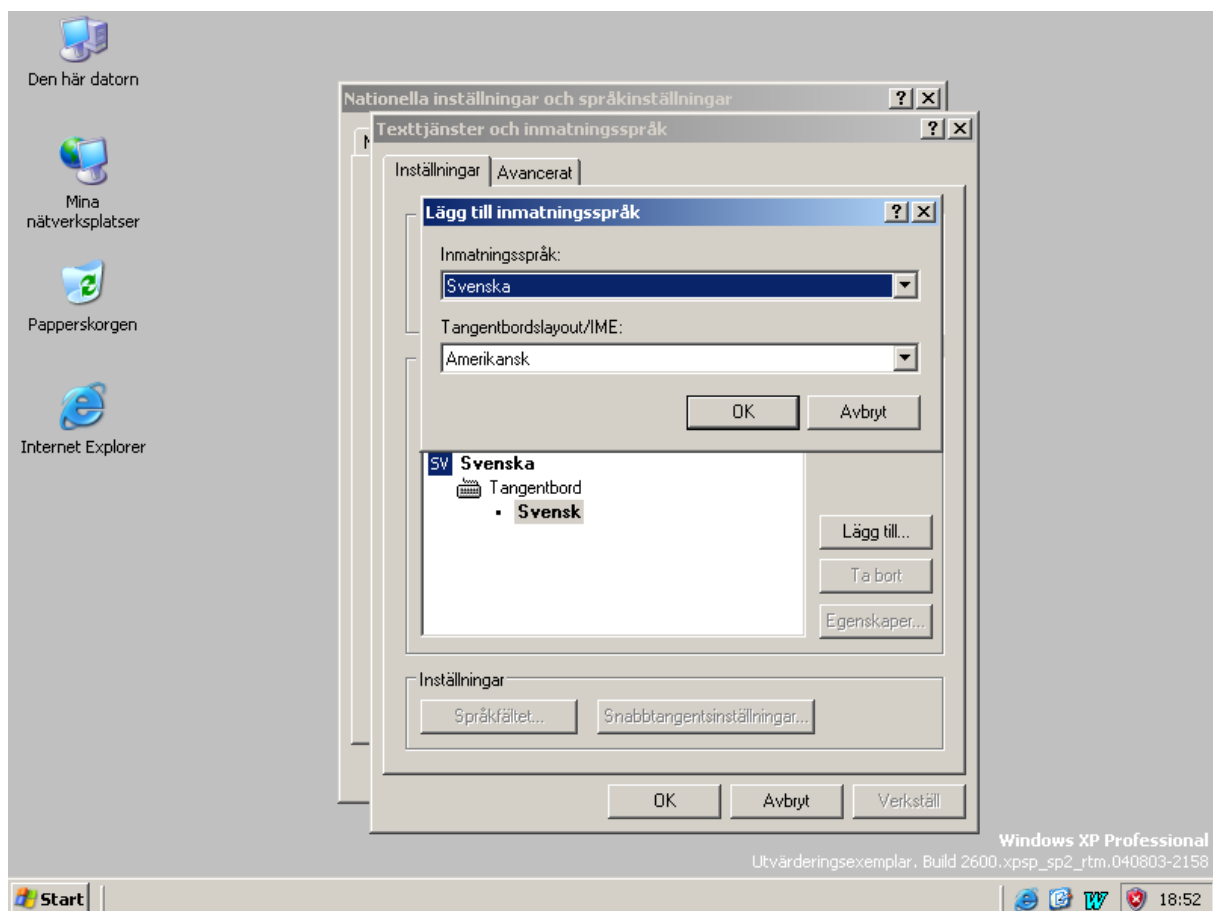 Den här datorn
Mina
nätverksplatser
Papperskorgen
Internet Explorer
Nationella inställningar och språkinställningar
Texttjänster och inmatningsspråk
Inställningar
Avancerat
Lägg till inmatningsspråk
Inmatningsspråk:
Svenska
Tangentbordslayout/IME:
Amerikansk
OK
Avbryt
SV Svenska
Tangentbord
Svensk
Lägg till...
Ta bort
Egenskaper...
Inställningar
Språkfältet...
Snabbtangentsinställningar...
OK
Avbryt
Verkställ
Windows XP Professional
Utvärderingsexemplar. Build 2600.xpsp_sp2_rtm.040803-2158
Start
W
18:52